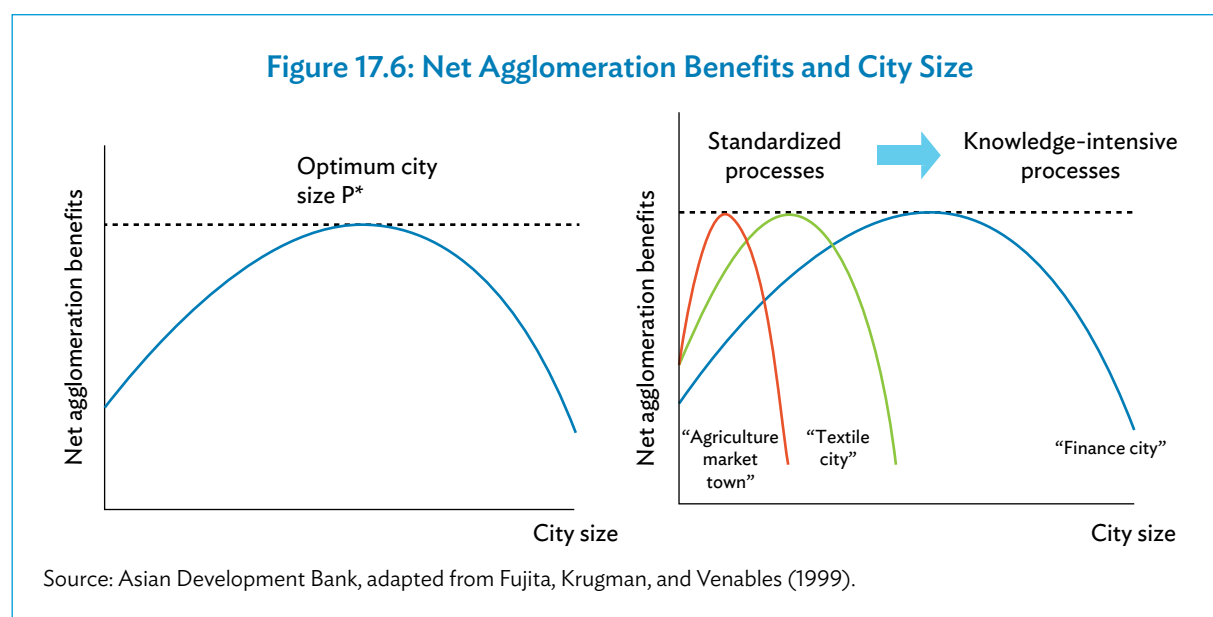 Figure 17.6: Net Agglomeration Benefits and City Size
Net agglomeration benefits
Optimum city
size P*
City size
Net agglomeration benefits
Standardized
processes
Knowledge-intensive
processes
“Agriculture
market
town”
“Textile
city”
“Finance city”
City size
Source: Asian Development Bank, adapted from Fujita, Krugman, and Venables (1999).